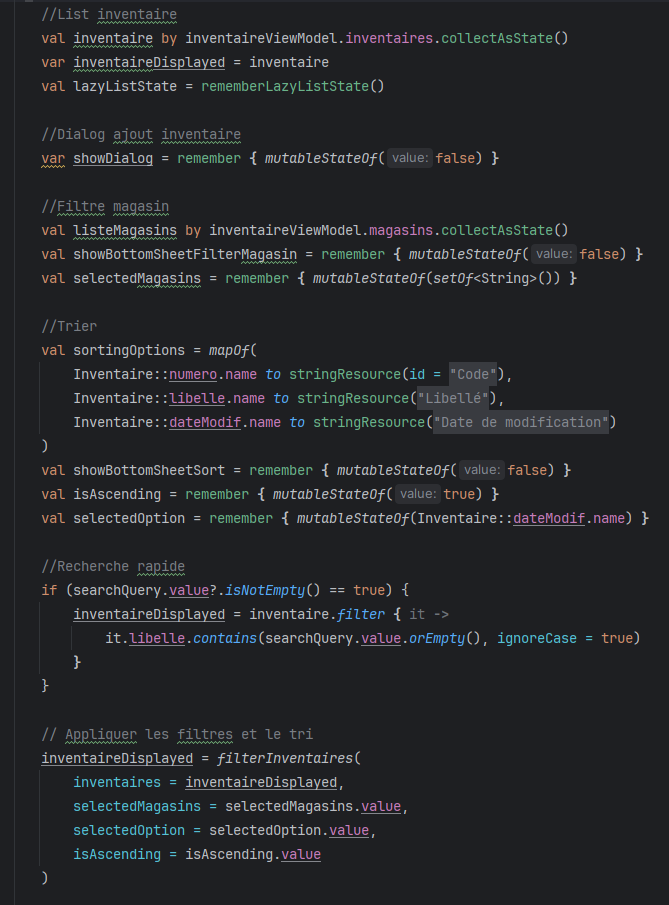 //List inventaire
val inventaire by inventaireViewModel.inventaires.collectAsState()
var inventaireDisplayed = inventaire
val lazyListState = rememberLazyListState()

//Dialog ajout inventaire
var showDialog = remember { mutableStateOf( value: false) }

//Filtre magasin
val listeMagasins by inventaireViewModel.magasins.collectAsState()
val showBottomSheetFilterMagasin = remember { mutableStateOf( value: false) }
val selectedMagasins = remember { mutableStateOf(setOf<String>()) }

//Trier
val sortingOptions = mapOf(
    Inventaire::numero.name to stringResource(id = "Code"),
    Inventaire::libelle.name to stringResource("Libellé"),
    Inventaire::dateModif.name to stringResource("Date de modification")
)
val showBottomSheetSort = remember { mutableStateOf( value: false) }
val isAscending = remember { mutableStateOf( value: true) }
val selectedOption = remember { mutableStateOf(Inventaire::dateModif.name) }

//Recherche rapide
if (searchQuery.value?.isNotEmpty() == true) {
    inventaireDisplayed = inventaire.filter { it ->
        it.libelle.contains(searchQuery.value.orEmpty(), ignoreCase = true)
    }
}

// Appliquer les filtres et le tri
inventaireDisplayed = filterInventaires(
    inventaires = inventaireDisplayed,
    selectedMagasins = selectedMagasins.value,
    selectedOption = selectedOption.value,
    isAscending = isAscending.value
)